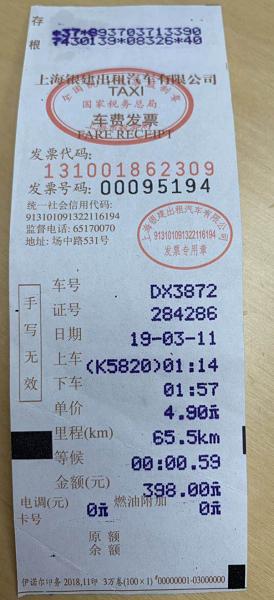 存根
*37*893703713390
7430139*08326*40
上海银建出租汽车有限公司
TAXI
国家税务总局
车费发票
FARE RECEIPT
发票代码:
131001862309
发票号码: 00095194
统一社会信用代码:
913101091322116194
监督电话: 65170070
地址: 场中路531号
上海银建出租汽车有限公司
913101091322116194
发票专用章
手写无效
车号 DX3872
证号 284286
日期 19-03-11
上车 (K5820)01:14
下车 01:57
单价 4.90元
里程(km) 65.5km
等候 00:00.59
金额(元) 398.00元
电调(元) 0元 燃油附加 0元
卡号
原额
余额
伊诺尔印务 2018,11印 3万卷(100×1) #00000001-03000000